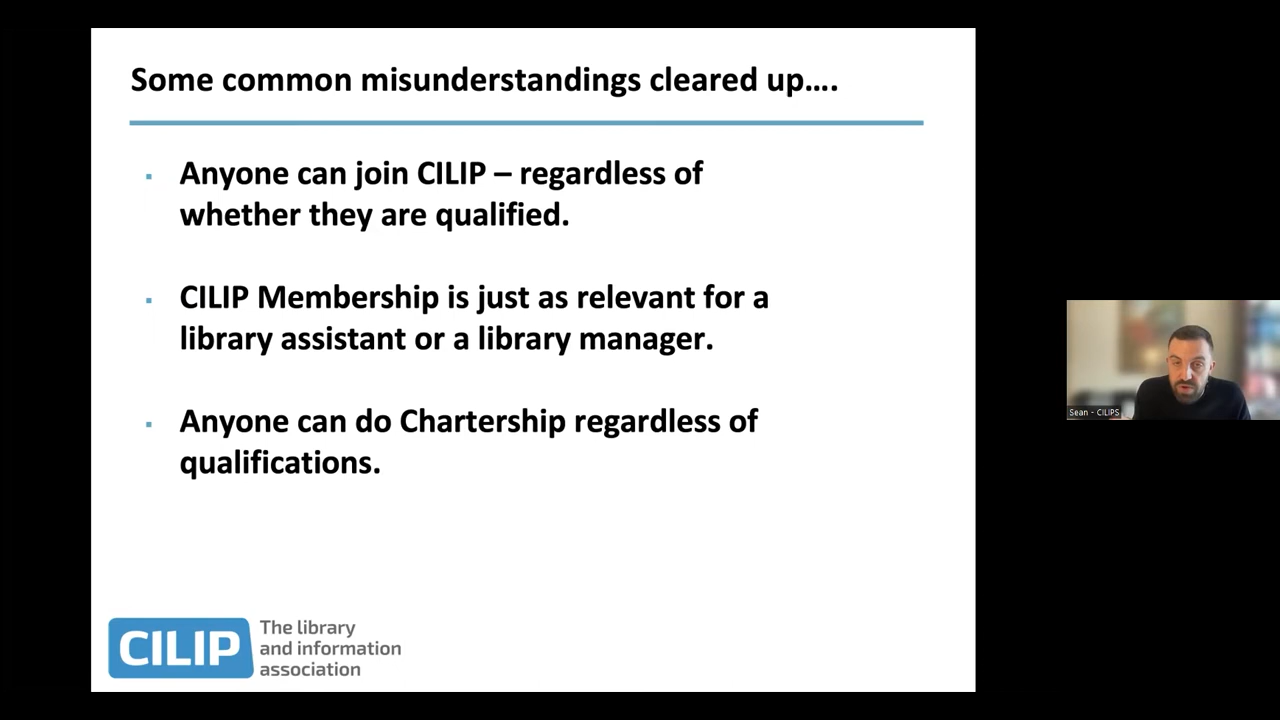 Some common misunderstandings cleared up....
▪ Anyone can join CILIP – regardless of
whether they are qualified.
▪ CILIP Membership is just as relevant for a
library assistant or a library manager.
▪ Anyone can do Chartership regardless of
qualifications.
CILIP
The library
and information
association
Sean - CILIPS